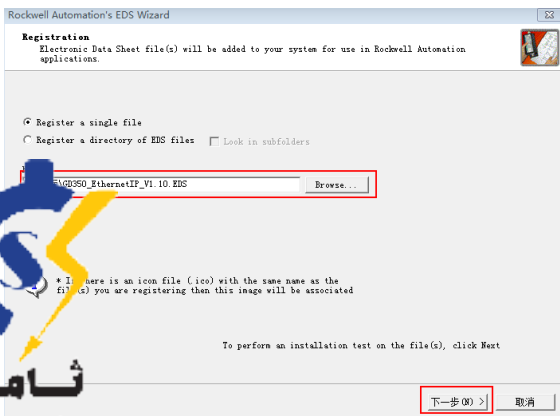 Rockwell Automation's EDS Wizard
Registration
Electronic Data Sheet file(s) will be added to your system for use in Rockwell Automation
applications.
Register a single file
Register a directory of EDS files Look in subfolders
\GD350_EthernetIP_V1.10.EDS Browse...
* If there is an icon file (.ico) with the same name as the
file(s) you are registering then this image will be associated
To perform an installation test on the file(s), click Next
下一步(N) > 取消